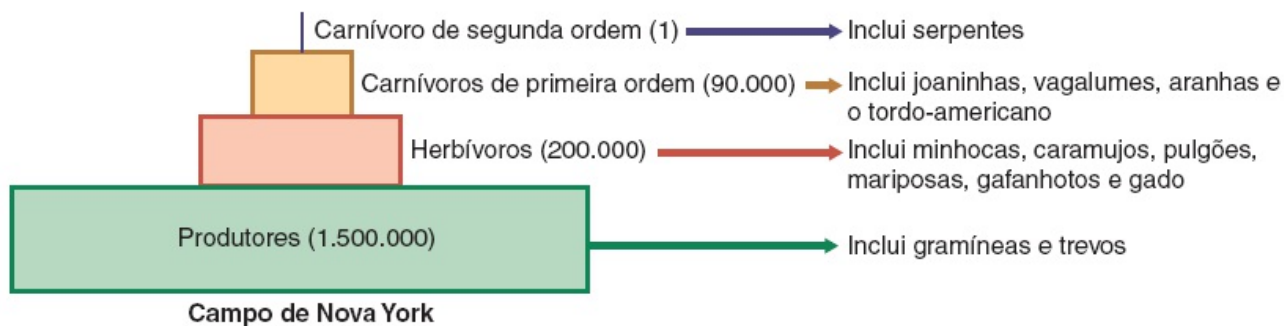 Carnívoro de segunda ordem (1)
Inclui serpentes
Carnívoros de primeira ordem (90.000)
Inclui joaninhas, vagalumes, aranhas e
o tordo-americano
Herbívoros (200.000)
Inclui minhocas, caramujos, pulgões,
mariposas, gafanhotos e gado
Produtores (1.500.000)
Inclui gramíneas e trevos
Campo de Nova York